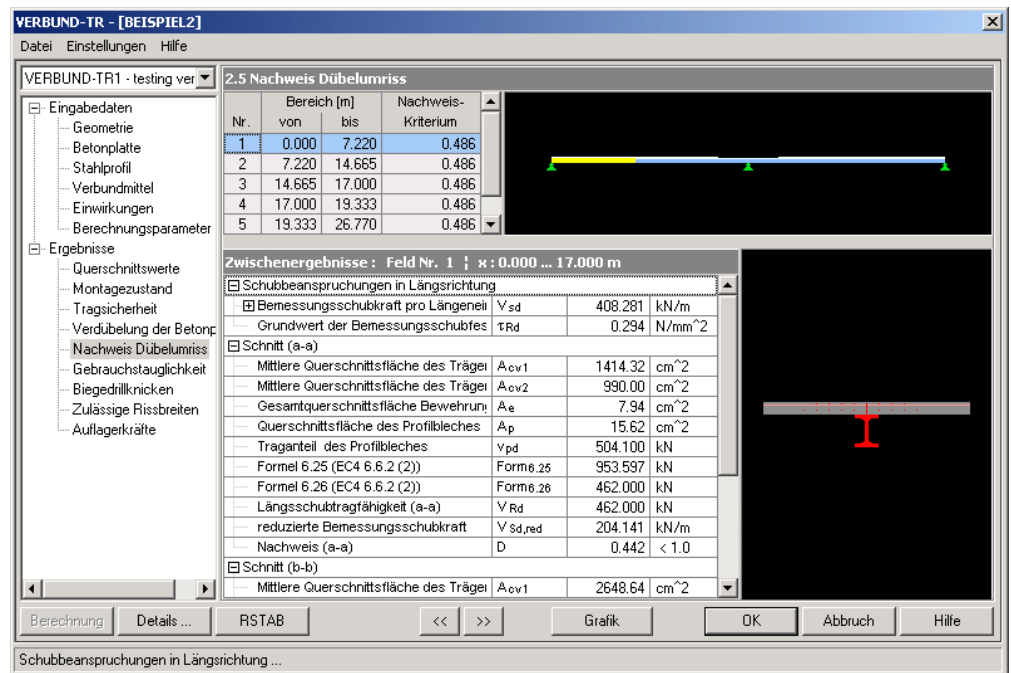 VERBUND-TR - [BEISPIEL2]
Datei Einstellungen Hilfe
VERBUND-TR1 - testing ver
Eingabedaten
Geometrie
Betonplatte
Stahlprofil
Verbundmittel
Einwirkungen
Berechnungsparameter
Ergebnisse
Querschnittswerte
Montagezustand
Tragsicherheit
Verdübelung der Betonp
Nachweis Dübelumriss
Gebrauchstauglichkeit
Biegedrillknicken
Zulässige Rissbreiten
Auflagerkräfte
2.5 Nachweis Dübelumriss
Bereich [m] Nachweis-
Nr. von bis Kriterium
1 0.000 7.220 0.486
2 7.220 14.665 0.486
3 14.665 17.000 0.486
4 17.000 19.333 0.486
5 19.333 26.770 0.486
Zwischenergebnisse : Feld Nr. 1 ¦ x : 0.000 ... 17.000 m
Schubbeanspruchungen in Längsrichtung
Bemessungsschubkraft pro Längenei Vsd 408.281 kN/m
Grundwert der Bemessungsschubfes τRd 0.294 N/mm^2
Schnitt (a-a)
Mittlere Querschnittsfläche des Träger Acv1 1414.32 cm^2
Mittlere Querschnittsfläche des Träger Acv2 990.00 cm^2
Gesamtquerschnittsfläche Bewehrung Ae 7.94 cm^2
Querschnittsfläche des Profilbleches Ap 15.62 cm^2
Traganteil des Profilbleches vpd 504.100 kN
Formel 6.25 (EC4 6.6.2 (2)) Form6.25 953.597 kN
Formel 6.26 (EC4 6.6.2 (2)) Form6.26 462.000 kN
Längsschubtragfähigkeit (a-a) VRd 462.000 kN
reduzierte Bemessungsschubkraft VSd,red 204.141 kN/m
Nachweis (a-a) D 0.442 < 1.0
Schnitt (b-b)
Mittlere Querschnittsfläche des Träger Acv1 2648.64 cm^2
Berechnung Details ... RSTAB << >> Grafik OK Abbruch Hilfe
Schubbeanspruchungen in Längsrichtung ...